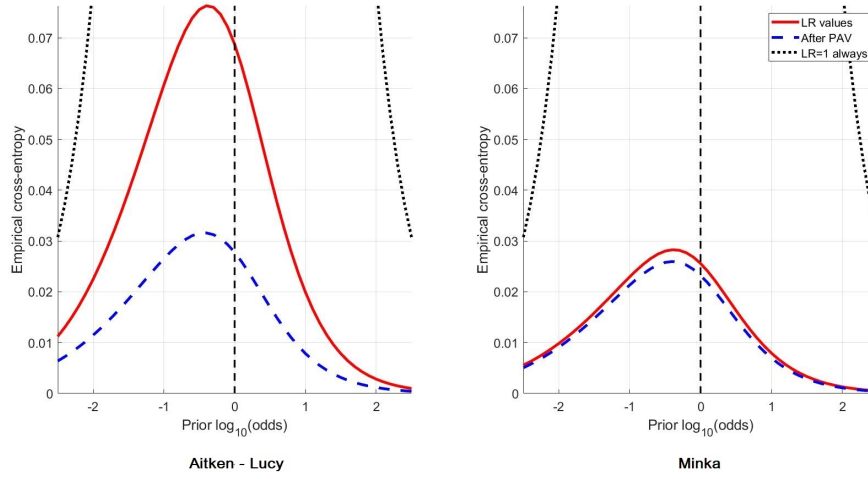 0.07
0.06
0.05
0.04
0.03
0.02
0.01
0
Empirical cross-entropy
-2
-1
0
1
2
Prior log10(odds)
Aitken - Lucy
LR values
After PAV
LR=1 always
0.07
0.06
0.05
0.04
0.03
0.02
0.01
0
Empirical cross-entropy
-2
-1
0
1
2
Prior log10(odds)
Minka